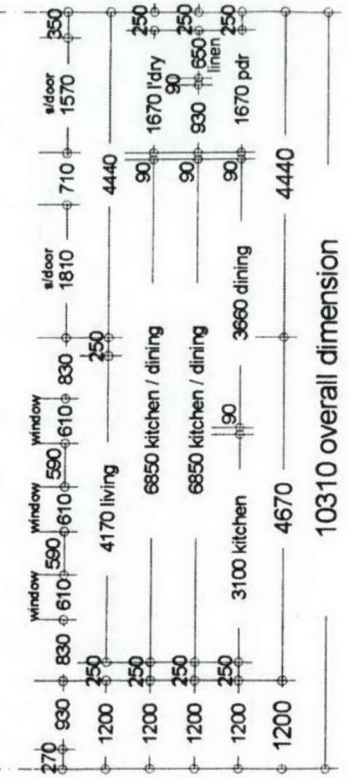 window window window s/door s/door
270 930 830 610 590 610 590 610 830 1810 710 1570 350
1200 250 4170 living 250 4440
1200 250 6850 kitchen / dining 90 1670 l'dry 250
1200 250 6850 kitchen / dining 90 930 90 650 250
linen
1200 250 3100 kitchen 90 3660 dining 90 1670 pdr 250
1200 4670 4440
10310 overall dimension